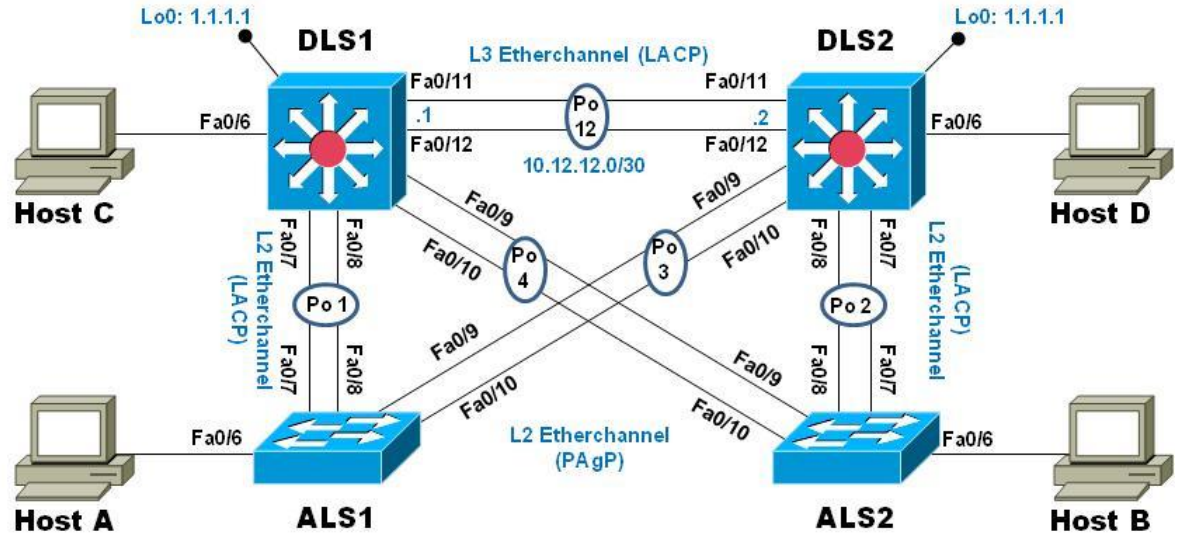 Lo0: 1.1.1.1
Lo0: 1.1.1.1
DLS1
DLS2
L3 Etherchannel (LACP)
Fa0/11
Fa0/11
Fa0/6
.1
Po
12
.2
Fa0/6
Fa0/12
Fa0/12
10.12.12.0/30
Host C
Host D
Fa0/9
Fa0/9
Fa0/10
Fa0/10
Po
4
Po
3
Fa0/7
Fa0/8
Fa0/8
Fa0/7
L2 Etherchannel
(LACP)
Po 1
Po 2
(LACP)
L2 Etherchannel
Fa0/7
Fa0/8
Fa0/8
Fa0/7
Fa0/9
Fa0/9
Fa0/10
Fa0/10
L2 Etherchannel
(PAgP)
Fa0/6
Fa0/6
Host A
ALS1
ALS2
Host B